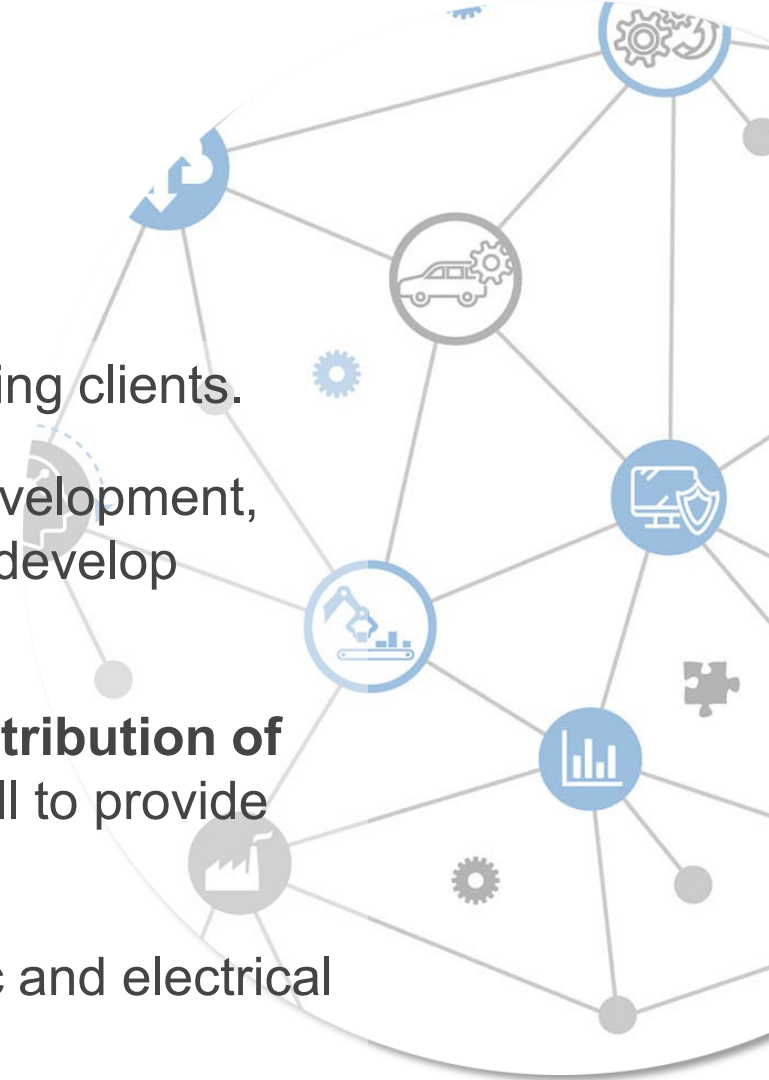 ing clients.
velopment,
develop
tribution of
ll to provide
c and electrical